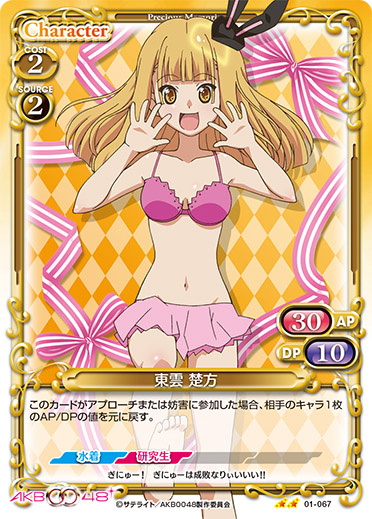 Precious Memori
Character
COST
2
SOURCE
2
30 AP
DP 10
東雲 楚方
このカードがアプローチまたは妨害に参加した場合、相手のキャラ1枚
のAP/DPの値を元に戻す。
水着 研究生
ぎにゅー! ぎにゅーは成敗なりぃいいい!!
AKB0048
©サテライト/AKB0048製作委員会
01-067